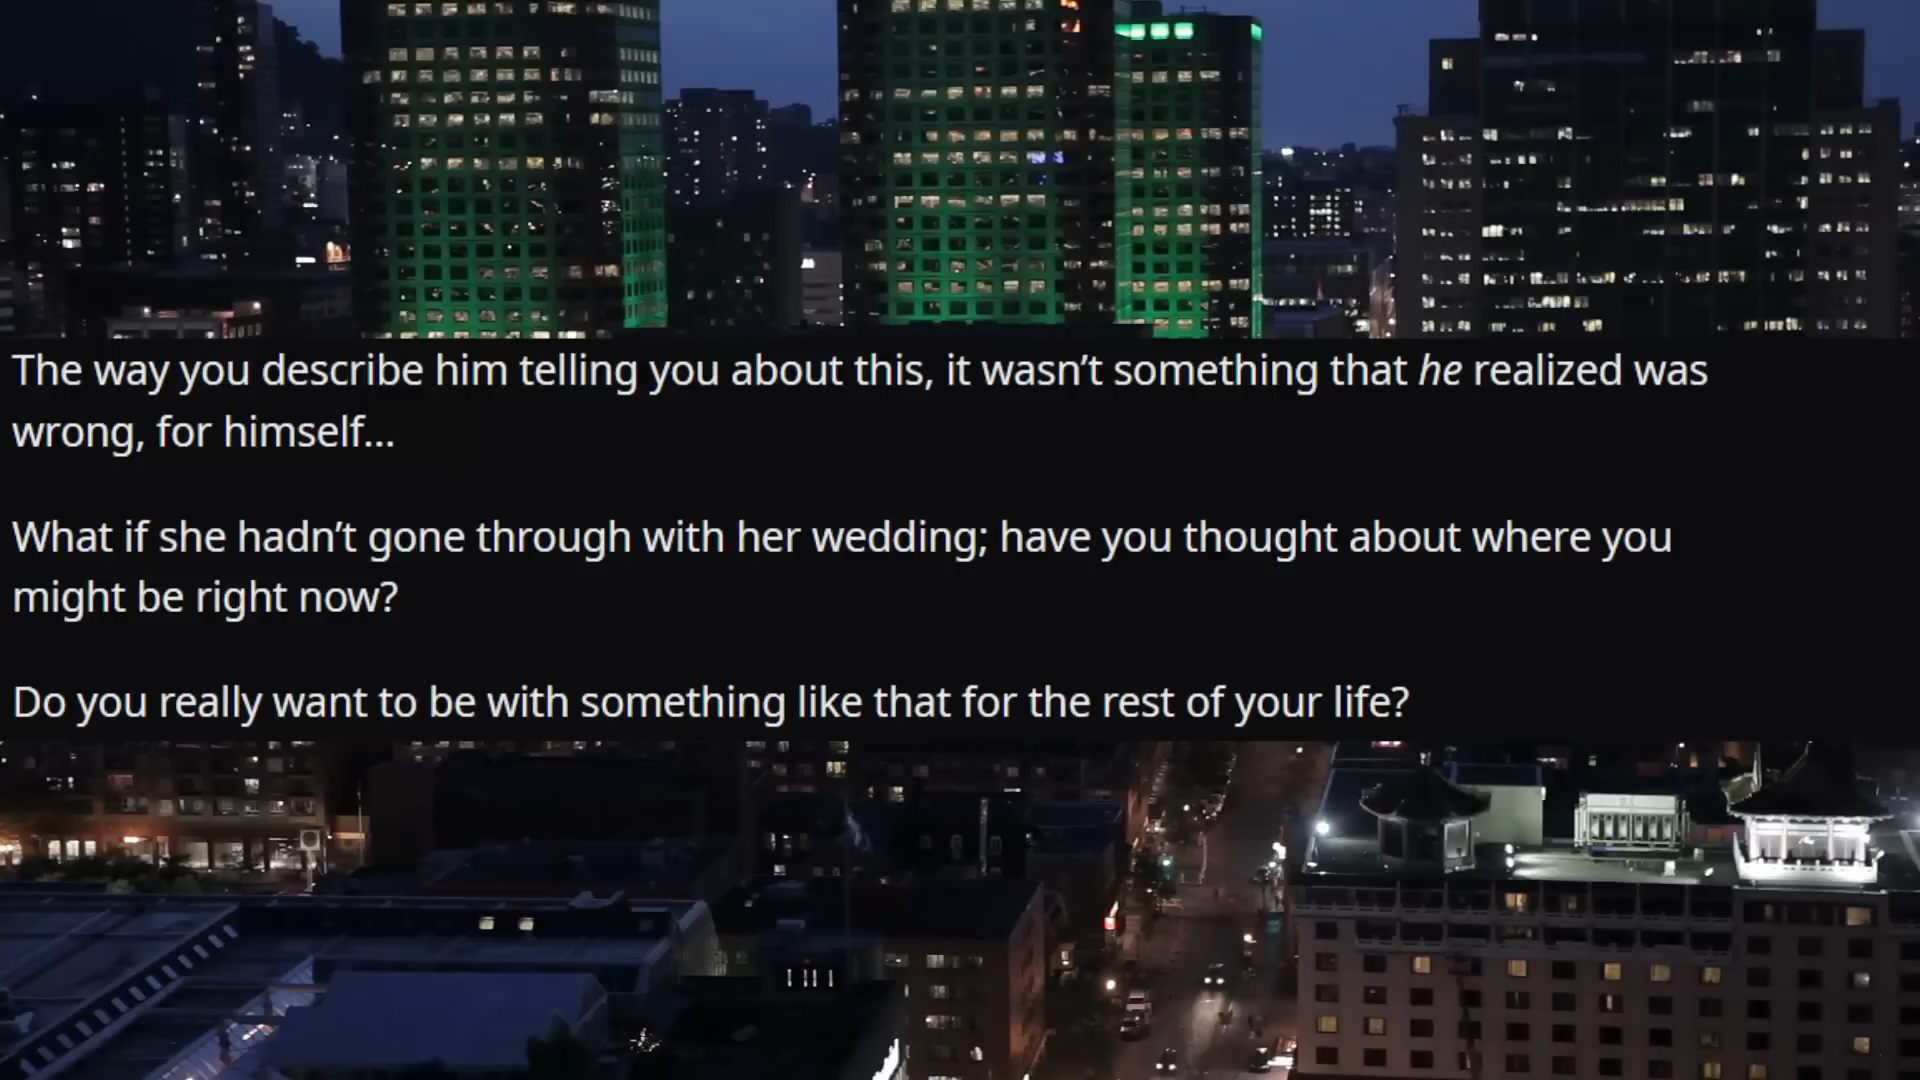 The way you describe him telling you about this, it wasn’t something that he realized was
wrong, for himself...
What if she hadn’t gone through with her wedding; have you thought about where you
might be right now?
Do you really want to be with something like that for the rest of your life?